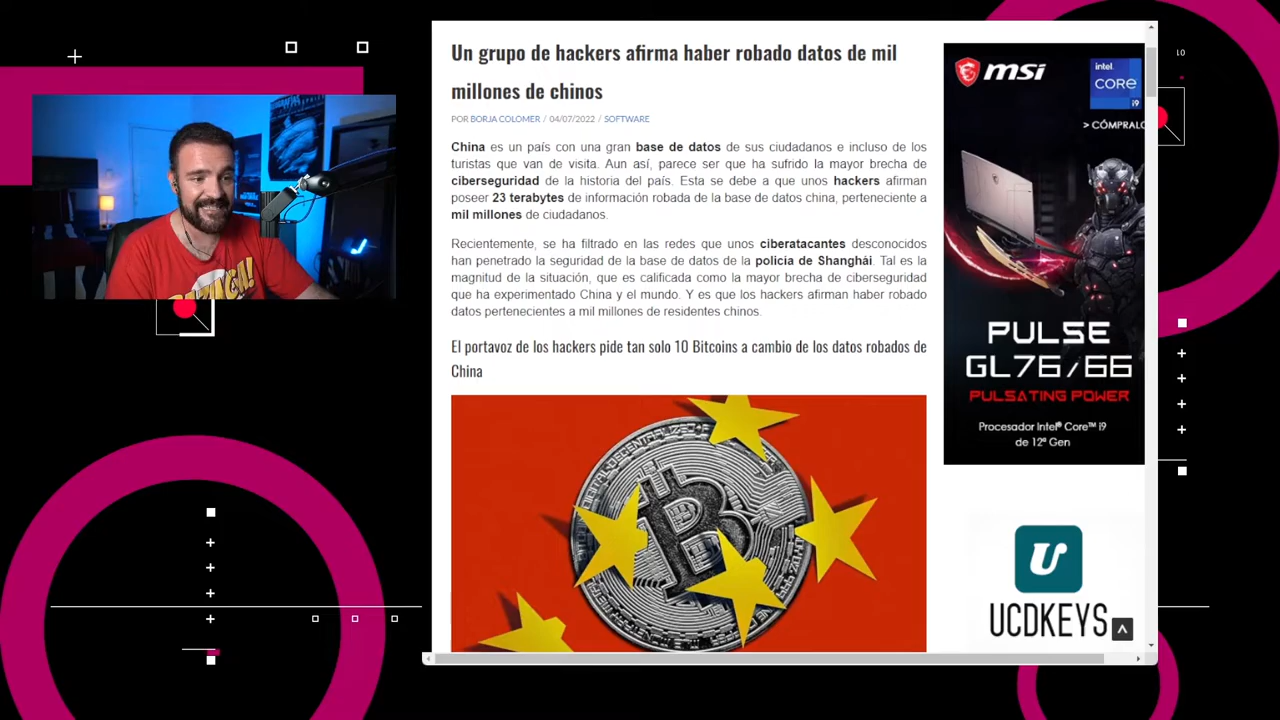 Un grupo de hackers afirma haber robado datos de mil
millones de chinos
POR BORJA COLOMER / 04/07/2022 / SOFTWARE
China es un país con una gran base de datos de sus ciudadanos e incluso de los
turistas que van de visita. Aun así, parece ser que ha sufrido la mayor brecha de
ciberseguridad de la historia del país. Esta se debe a que unos hackers afirman
poseer 23 terabytes de información robada de la base de datos china, perteneciente a
mil millones de ciudadanos.
Recientemente, se ha filtrado en las redes que unos ciberatacantes desconocidos
han penetrado la seguridad de la base de datos de la policía de Shanghái. Tal es la
magnitud de la situación, que es calificada como la mayor brecha de ciberseguridad
que ha experimentado China y el mundo. Y es que los hackers afirman haber robado
datos pertenecientes a mil millones de residentes chinos.
El portavoz de los hackers pide tan solo 10 Bitcoins a cambio de los datos robados de
China
msi
intel
CORE
i9
> CÓMPRALO
PULSE
GL76/66
PULSATING POWER
Procesador Intel® Core™ i9
de 12ª Gen
U
UCDKEYS
01